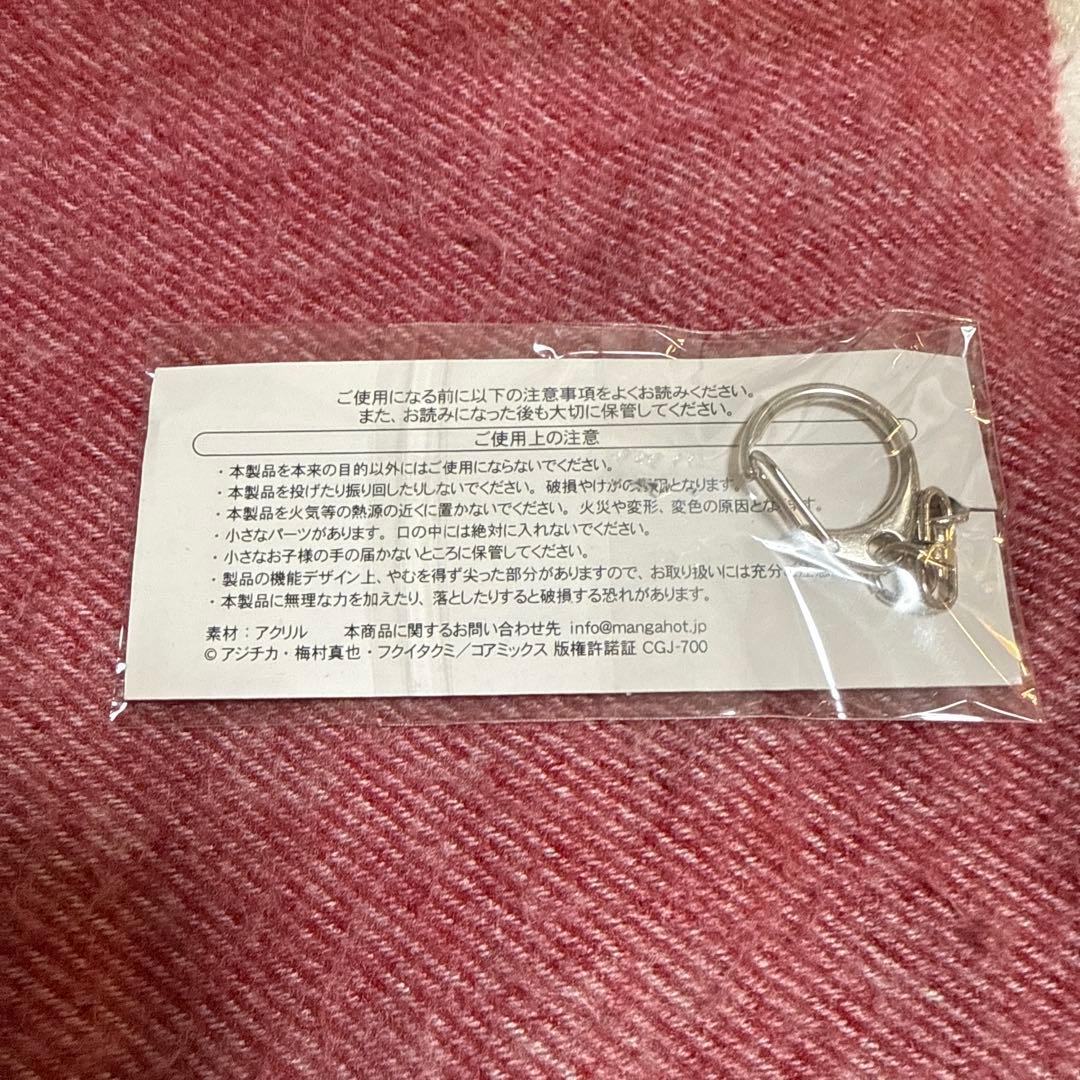 ご使用になる前に以下の注意事項をよくお読みください。
また、お読みになった後も大切に保管してください。
ご使用上の注意
・本製品を本来の目的以外にはご使用にならないでください。
・本製品を投げたり振り回したりしないでください。破損やけがの原因となります。
・本製品を火気等の熱源の近くに置かないでください。火災や変形、変色の原因となります。
・小さなパーツがあります。口の中には絶対に入れないでください。
・小さなお子様の手の届かないところに保管してください。
・製品の機能デザイン上、やむを得ず尖った部分がありますので、お取り扱いには充分
・本製品に無理な力を加えたり、落としたりすると破損する恐れがあります。
素材：アクリル 本商品に関するお問い合わせ先 info@mangahot.jp
© アジチカ・梅村真也・フクイタクミ／コアミックス 版権許諾証 CGJ-700